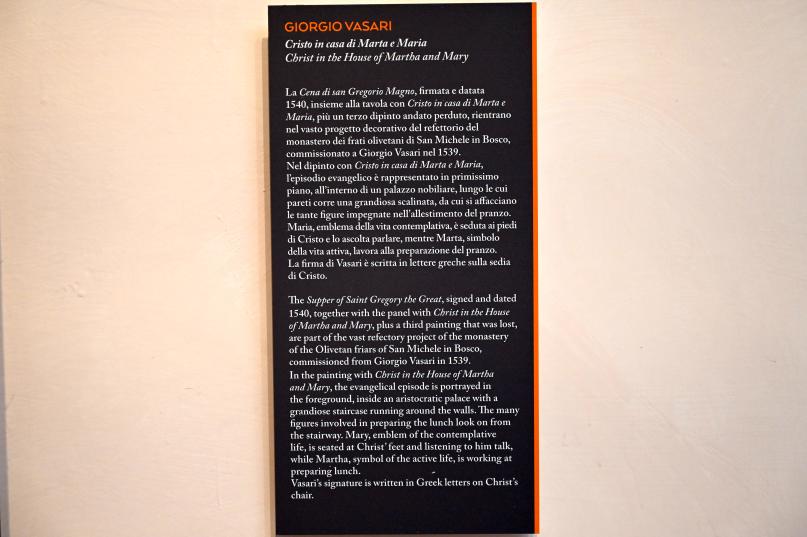 GIORGIO VASARI
Cristo in casa di Marta e Maria
Christ in the House of Martha and Mary
La Cena di san Gregorio Magno, firmata e datata
1540, insieme alla tavola con Cristo in casa di Marta e
Maria, più un terzo dipinto andato perduto, rientrano
nel vasto progetto decorativo del refettorio del
monastero dei frati olivetani di San Michele in Bosco,
commissionato a Giorgio Vasari nel 1539.
Nel dipinto con Cristo in casa di Marta e Maria,
l'episodio evangelico è rappresentato in primissimo
piano, all'interno di un palazzo nobiliare, lungo le cui
pareti corre una grandiosa scalinata, da cui si affacciano
le tante figure impegnate nell'allestimento del pranzo.
Maria, emblema della vita contemplativa, è seduta ai piedi
di Cristo e lo ascolta parlare, mentre Marta, simbolo
della vita attiva, lavora alla preparazione del pranzo.
La firma di Vasari è scritta in lettere greche sulla sedia
di Cristo.
The Supper of Saint Gregory the Great, signed and dated
1540, together with the panel with Christ in the House
of Martha and Mary, plus a third painting that was lost,
are part of the vast refectory project of the monastery
of the Olivetan friars of San Michele in Bosco,
commissioned from Giorgio Vasari in 1539.
In the painting with Christ in the House of Martha
and Mary, the evangelical episode is portrayed in
the foreground, inside an aristocratic palace with a
grandiose staircase running around the walls. The many
figures involved in preparing the lunch look on from
the stairway. Mary, emblem of the contemplative
life, is seated at Christ' feet and listening to him talk,
while Martha, symbol of the active life, is working at
preparing lunch.
Vasari's signature is written in Greek letters on Christ's
chair.